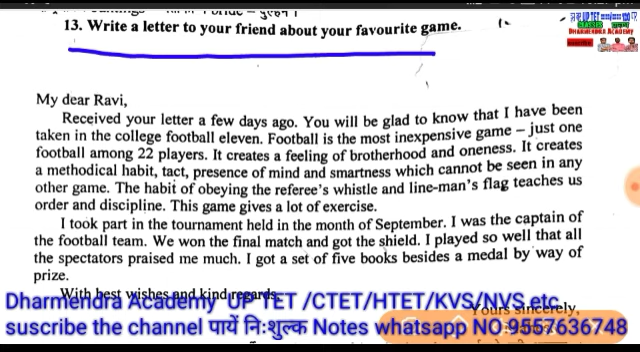 13. Write a letter to your friend about your favourite game.
DHARMENDRA ACADEMY
My dear Ravi,
Received your letter a few days ago. You will be glad to know that I have been
taken in the college football eleven. Football is the most inexpensive game – just one
football among 22 players. It creates a feeling of brotherhood and oneness. It creates
a methodical habit, tact, presence of mind and smartness which cannot be seen in any
other game. The habit of obeying the referee's whistle and line-man's flag teaches us
order and discipline. This game gives a lot of exercise.
I took part in the tournament held in the month of September. I was the captain of
the football team. We won the final match and got the shield. I played so well that all
the spectators praised me much. I got a set of five books besides a medal by way of
prize.
With best wishes and kind regards.
Yours sincerely,
Dharmendra Academy UPTET /CTET/HTET/KVS/NVS etc
suscribe the channel पायें निःशुल्क Notes whatsapp NO.9557636748